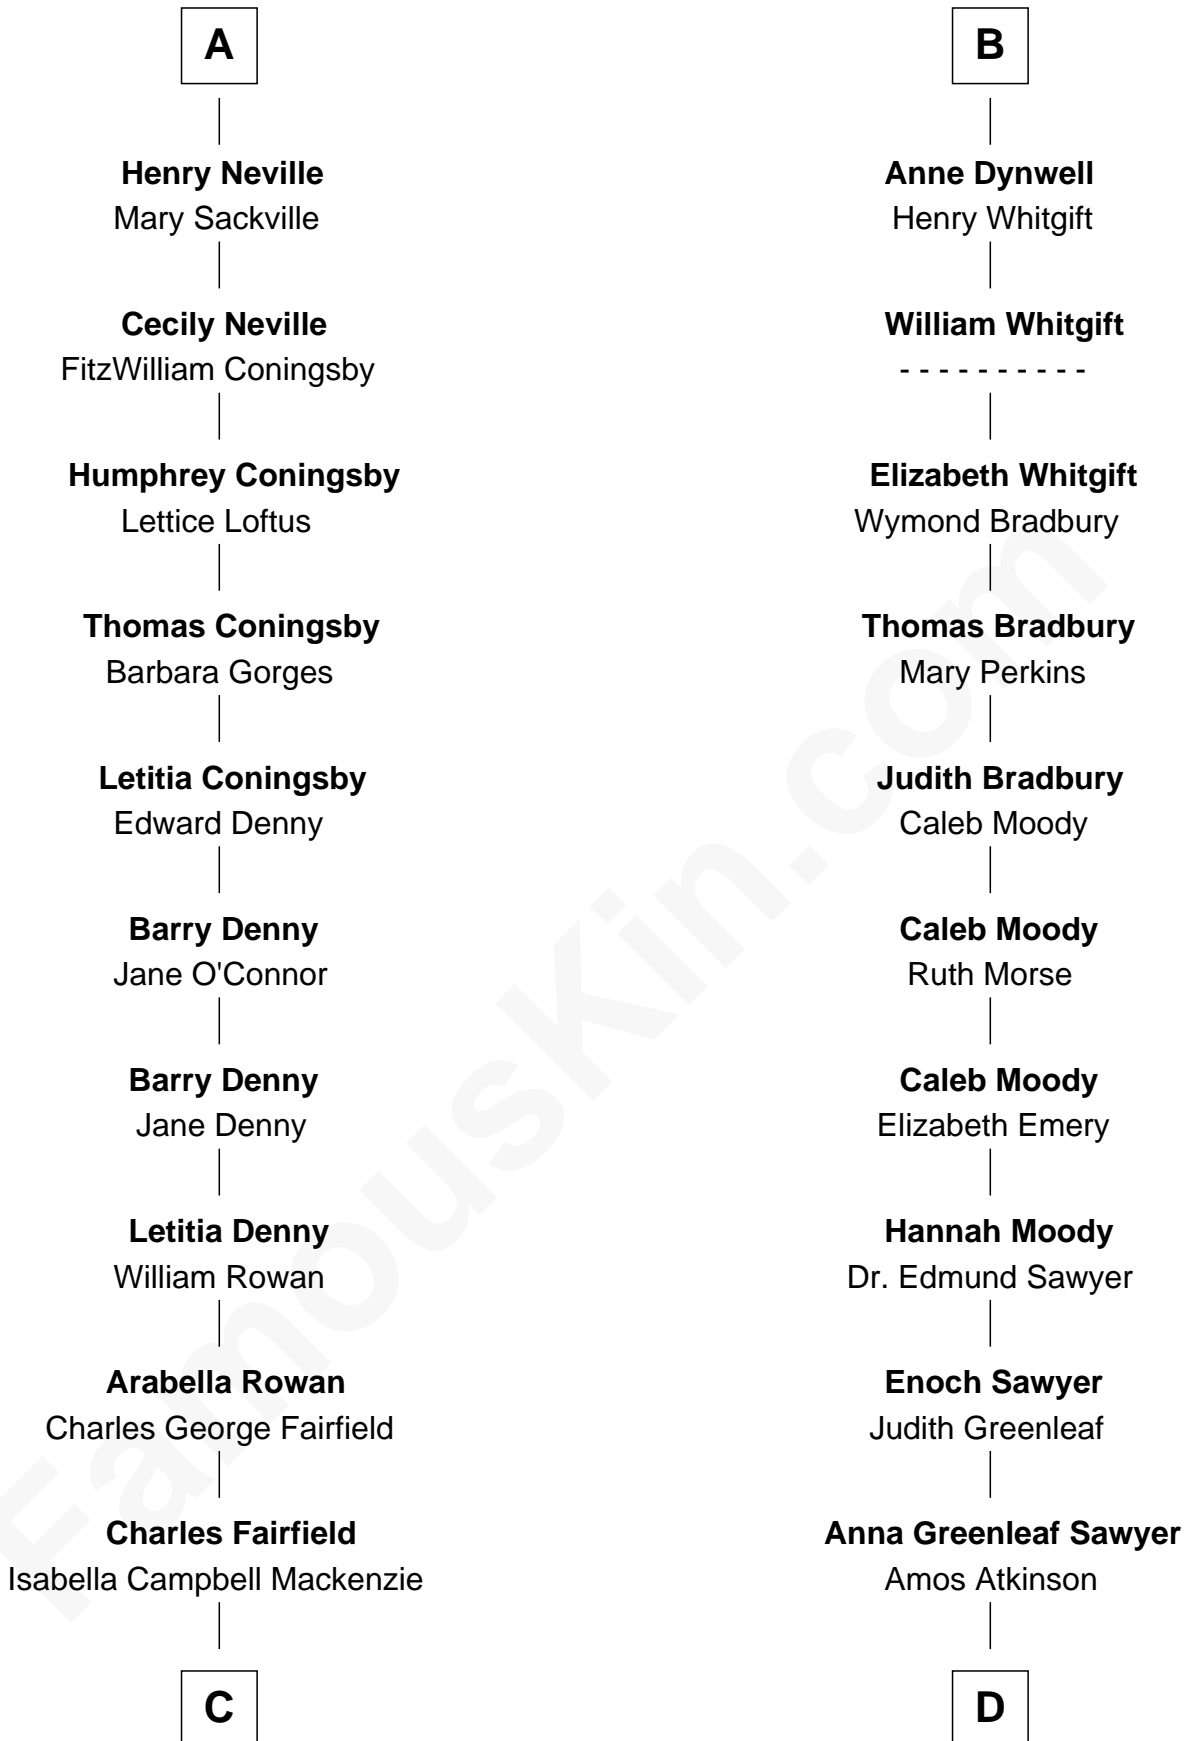 A
Henry Neville
Mary Sackville
Cecily Neville
FitzWilliam Coningsby
Humphrey Coningsby
Lettice Loftus
Thomas Coningsby
Barbara Gorges
Letitia Coningsby
Edward Denny
Barry Denny
Jane O'Connor
Barry Denny
Jane Denny
Letitia Denny
William Rowan
Arabella Rowan
Charles George Fairfield
Charles Fairfield
Isabella Campbell Mackenzie
C
B
Anne Dynwell
Henry Whitgift
William Whitgift
- - - - - - - - - -
Elizabeth Whitgift
Wymond Bradbury
Thomas Bradbury
Mary Perkins
Judith Bradbury
Caleb Moody
Caleb Moody
Ruth Morse
Caleb Moody
Elizabeth Emery
Hannah Moody
Dr. Edmund Sawyer
Enoch Sawyer
Judith Greenleaf
Anna Greenleaf Sawyer
Amos Atkinson
D
FamousKin.com